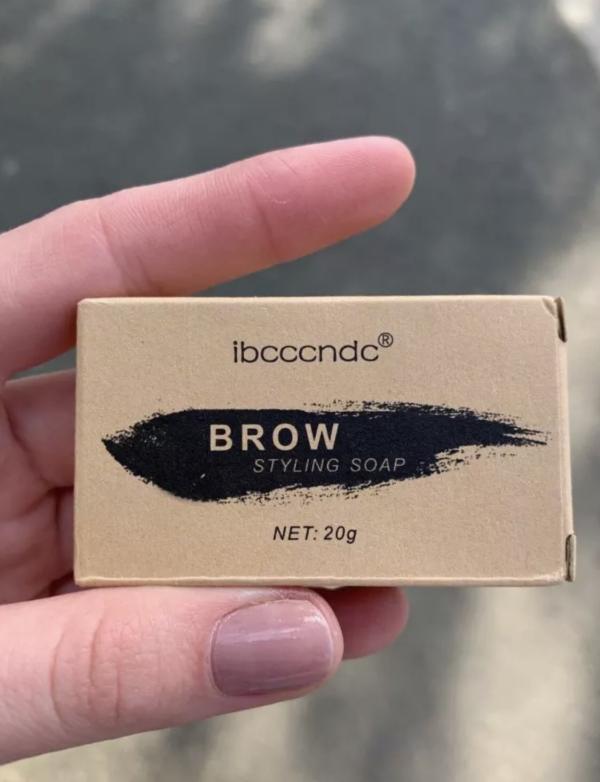 ibcccndc®
BROW
STYLING SOAP
NET: 20g